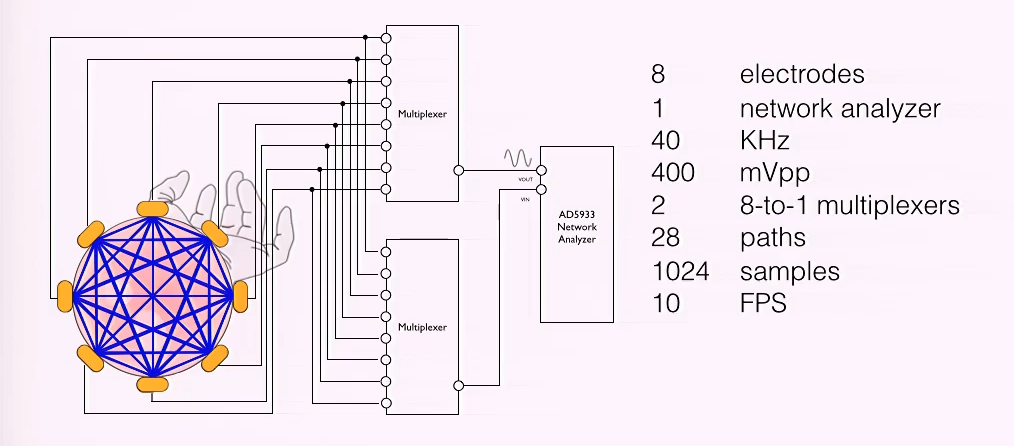 Multiplexer
VOUT
VIN
AD5933
Network
Analyzer
Multiplexer
8 electrodes
1 network analyzer
40 KHz
400 mVpp
2 8-to-1 multiplexers
28 paths
1024 samples
10 FPS